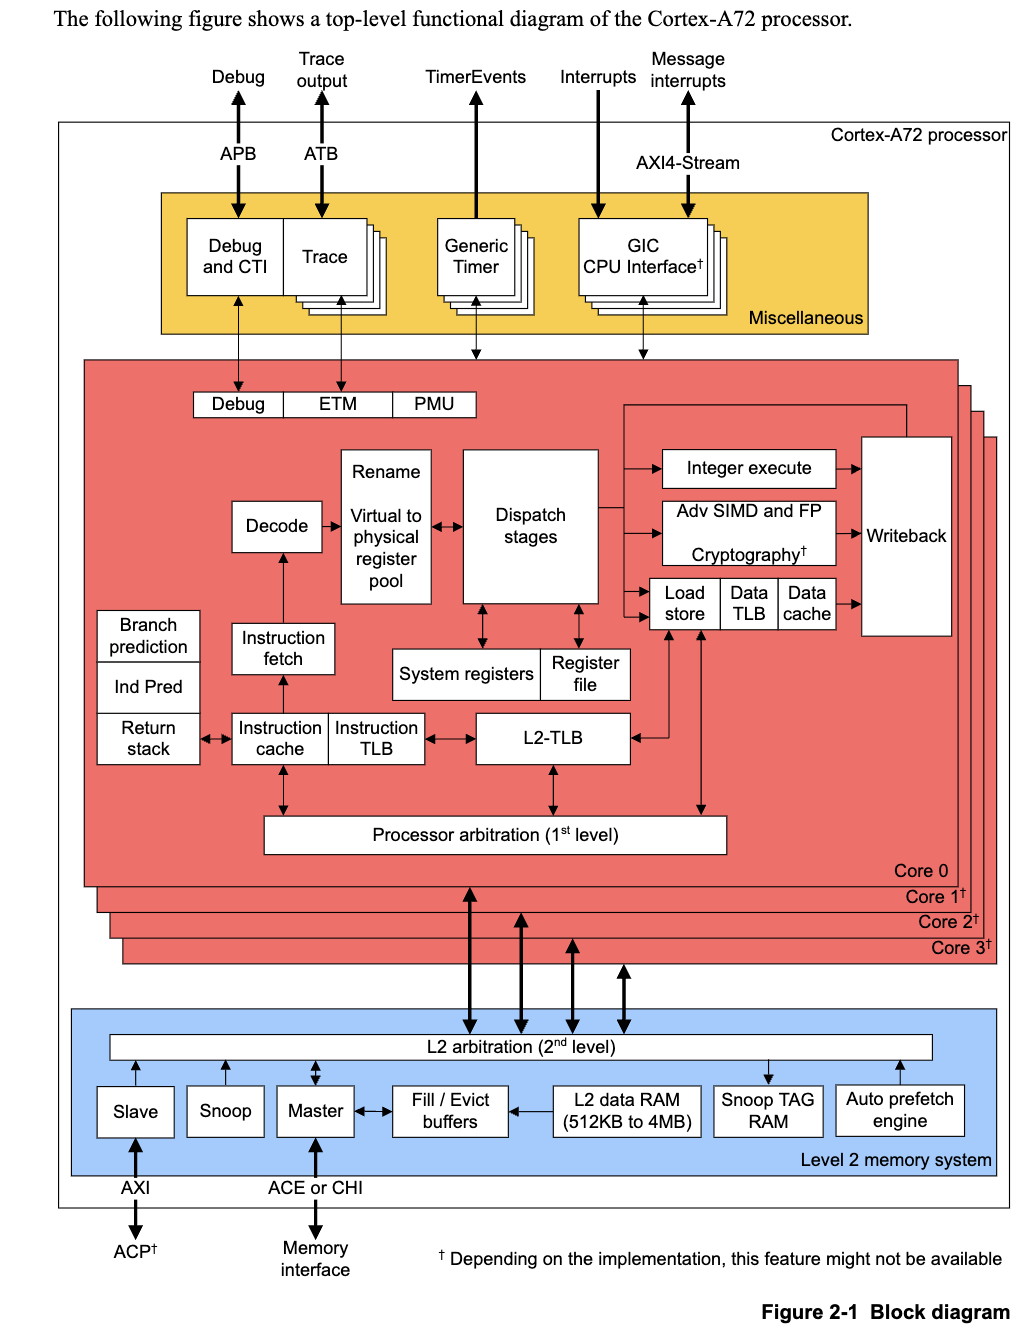 The following figure shows a top-level functional diagram of the Cortex-A72 processor.
Debug
Trace
output
TimerEvents
Interrupts
Message
interrupts
Cortex-A72 processor
APB
ATB
AXI4-Stream
Debug
and CTI
Trace
Generic
Timer
GIC
CPU Interface†
Miscellaneous
Debug
ETM
PMU
Rename
Virtual to
physical
register
pool
Decode
Dispatch
stages
Integer execute
Adv SIMD and FP
Cryptography†
Writeback
Load
store
Data
TLB
Data
cache
Branch
prediction
Ind Pred
Return
stack
Instruction
fetch
System registers
Register
file
Instruction
cache
Instruction
TLB
L2-TLB
Processor arbitration (1st level)
Core 0
Core 1†
Core 2†
Core 3†
L2 arbitration (2nd level)
Slave
Snoop
Master
Fill / Evict
buffers
L2 data RAM
(512KB to 4MB)
Snoop TAG
RAM
Auto prefetch
engine
Level 2 memory system
AXI
ACE or CHI
ACP†
Memory
interface
† Depending on the implementation, this feature might not be available
Figure 2-1 Block diagram